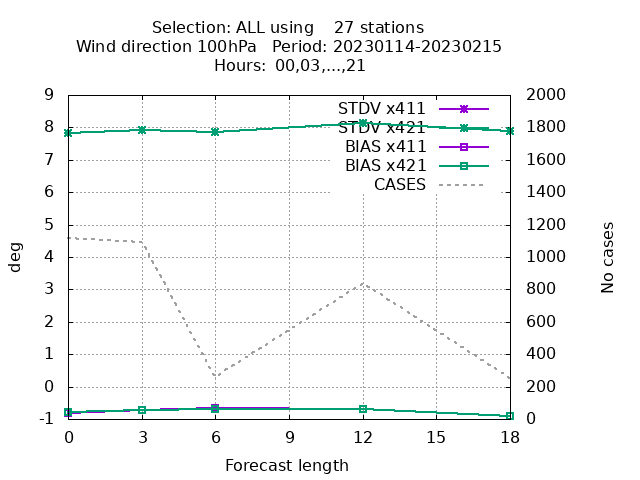 Selection: ALL using    27 stations
Wind direction 100hPa   Period: 20230114-20230215
Hours: 00,03,...,21
STDV x411
STDV x421
BIAS x411
BIAS x421
CASES
9
8
7
6
5
4
3
2
1
0
-1
deg
2000
1800
1600
1400
1200
1000
800
600
400
200
0
No cases
0 3 6 9 12 15 18
Forecast length